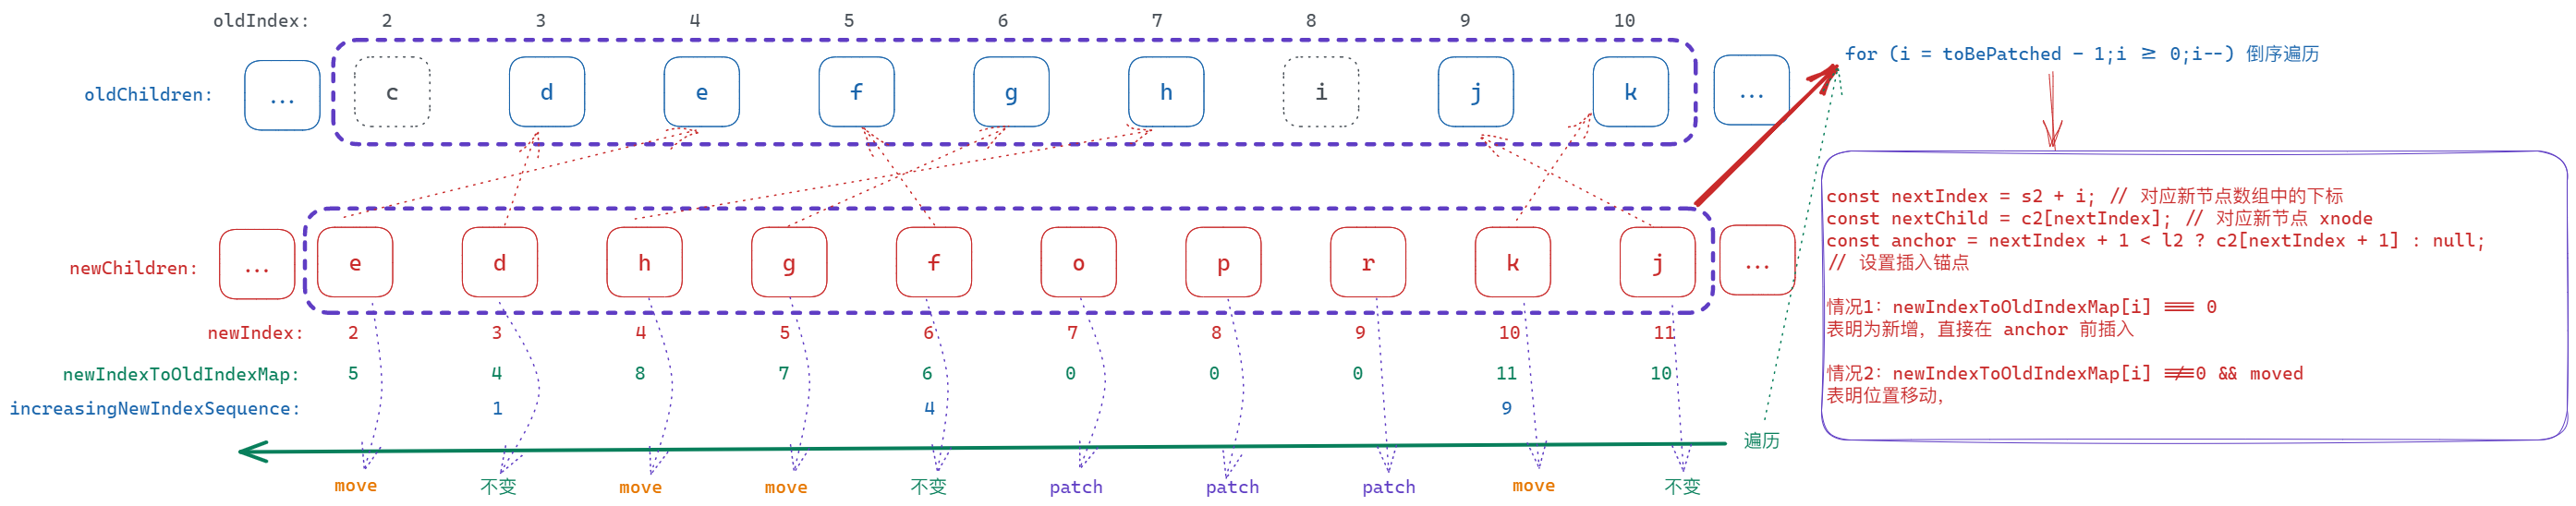 oldIndex: 2 3 4 5 6 7 8 9 10
oldChildren: ... c d e f g h i j k ...
newChildren: ... e d h g f o p r k j ...
newIndex: 2 3 4 5 6 7 8 9 10 11
newIndexToOldIndexMap: 5 4 8 7 6 0 0 0 11 10
increasingNewIndexSequence: 1 4 9
遍历
move 不变 move move 不变 patch patch patch move 不变
for (i = toBePatched - 1;i ≥ 0;i--) 倒序遍历
const nextIndex = s2 + i; // 对应新节点数组中的下标
const nextChild = c2[nextIndex]; // 对应新节点 xnode
const anchor = nextIndex + 1 < l2 ? c2[nextIndex + 1] : null;
// 设置插入锚点
情况1: newIndexToOldIndexMap[i] === 0
表明为新增，直接在 anchor 前插入
情况2: newIndexToOldIndexMap[i] !==0 && moved
表明位置移动，